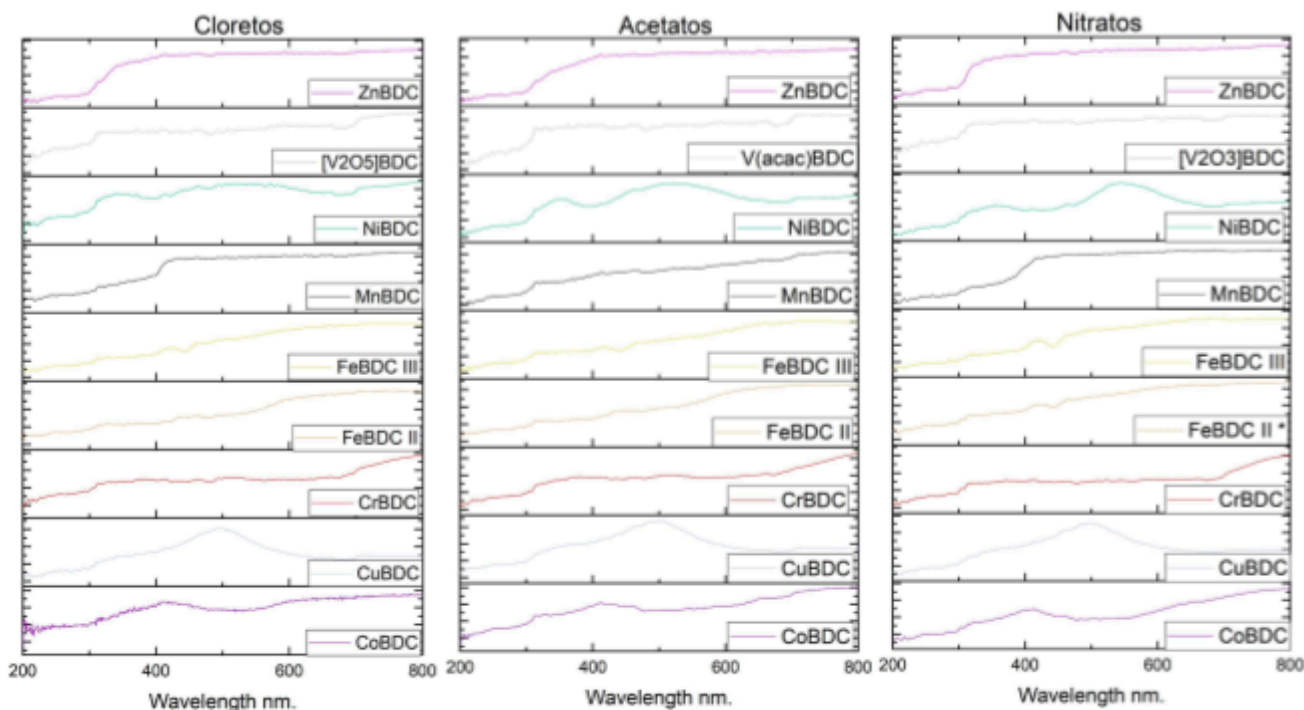 Cloretos
ZnBDC
[V2O5]BDC
NiBDC
MnBDC
FeBDC III
FeBDC II
CrBDC
CuBDC
CoBDC
200 400 600 800
Wavelength nm.
Acetatos
ZnBDC
V(acac)BDC
NiBDC
MnBDC
FeBDC III
FeBDC II
CrBDC
CuBDC
CoBDC
200 400 600 800
Wavelength nm.
Nitratos
ZnBDC
[V2O3]BDC
NiBDC
MnBDC
FeBDC III
FeBDC II *
CrBDC
CuBDC
CoBDC
200 400 600 800
Wavelength nm.